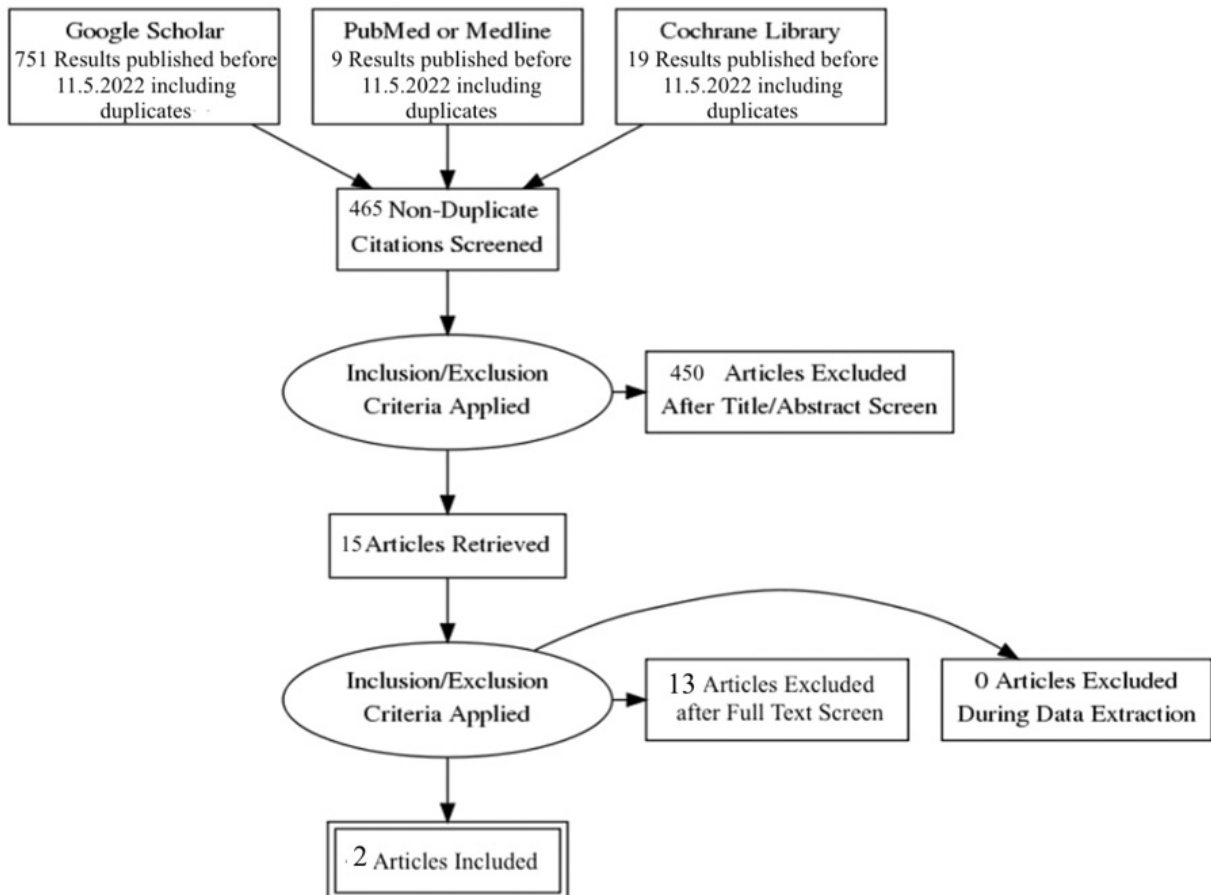 Google Scholar
751 Results published before
11.5.2022 including
duplicates
PubMed or Medline
9 Results published before
11.5.2022 including
duplicates
Cochrane Library
19 Results published before
11.5.2022 including
duplicates
465 Non-Duplicate
Citations Screened
Inclusion/Exclusion
Criteria Applied
450 Articles Excluded
After Title/Abstract Screen
15 Articles Retrieved
Inclusion/Exclusion
Criteria Applied
13 Articles Excluded
after Full Text Screen
0 Articles Excluded
During Data Extraction
2 Articles Included